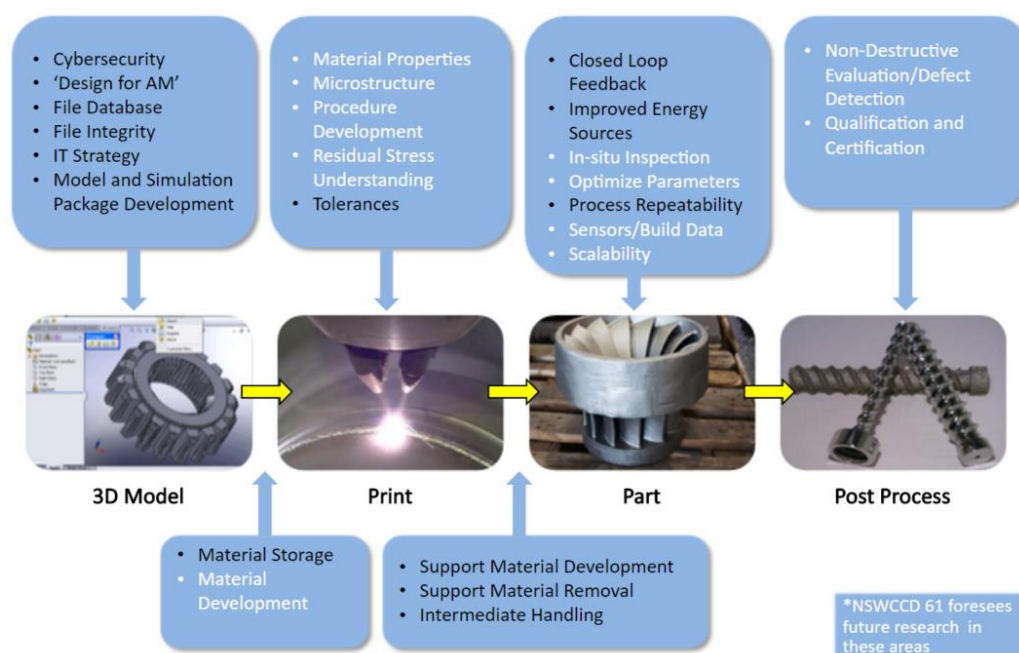 • Cybersecurity
• ‘Design for AM’
• File Database
• File Integrity
• IT Strategy
• Model and Simulation
Package Development
• Material Properties
• Microstructure
• Procedure
Development
• Residual Stress
Understanding
• Tolerances
• Closed Loop
Feedback
• Improved Energy
Sources
• In-situ Inspection
• Optimize Parameters
• Process Repeatability
• Sensors/Build Data
• Scalability
• Non-Destructive
Evaluation/Defect
Detection
• Qualification and
Certification
3D Model
Print
Part
Post Process
• Material Storage
• Material
Development
• Support Material Development
• Support Material Removal
• Intermediate Handling
*NSWCCD 61 foresees
future research in
these areas